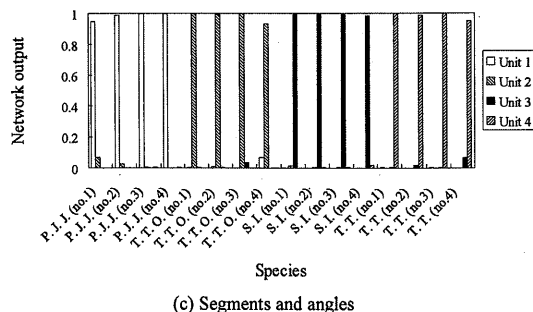 1
0.8
0.6
0.4
0.2
0
Network output
Unit 1
Unit 2
Unit 3
Unit 4
P. J. J. (no.1)
P. J. J. (no.2)
P. J. J. (no.3)
P. J. J. (no.4)
T. T. O. (no.1)
T. T. O. (no.2)
T. T. O. (no.3)
T. T. O. (no.4)
S. I. (no.1)
S. I. (no.2)
S. I. (no.3)
S. I. (no.4)
T. T. (no.1)
T. T. (no.2)
T. T. (no.3)
T. T. (no.4)
Species
(c) Segments and angles